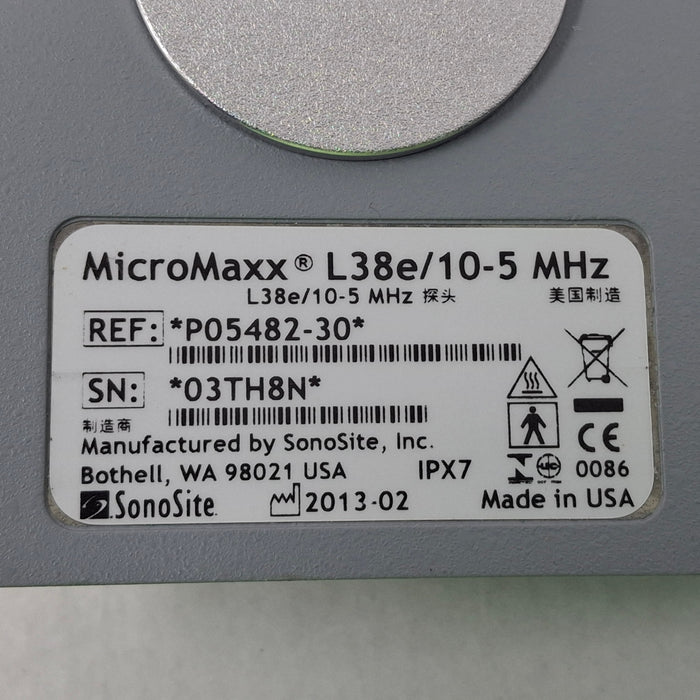 MicroMaxx® L38e/10-5 MHz
L38e/10-5 MHz 探头 美国制造
REF: *P05482-30*
SN: *03TH8N*
制造商
Manufactured by SonoSite, Inc.
Bothell, WA 98021 USA IPX7
CE 0086
SonoSite 2013-02 Made in USA